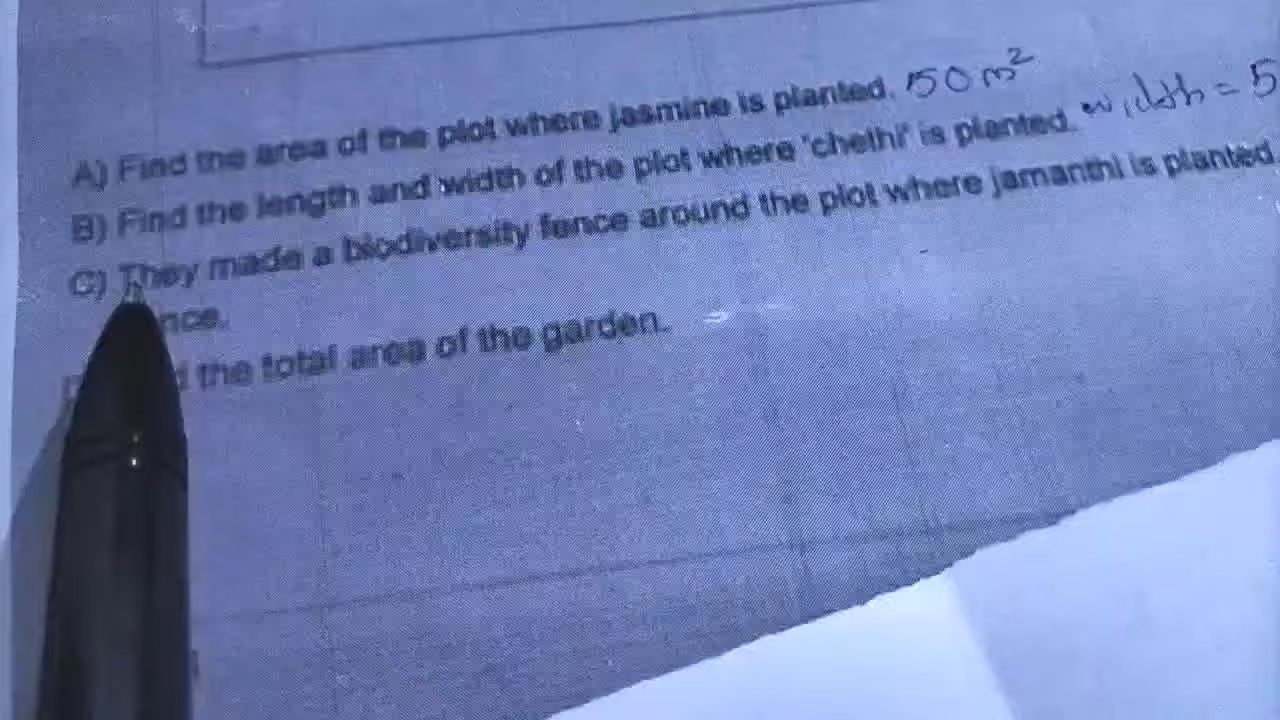 A) Find the area of the plot where jasmine is planted. 50 m²
B) Find the length and width of the plot where 'chethi' is planted. width = 5
C) They made a biodiversity fence around the plot where jamanthi is planted.
nce.
the total area of the garden.